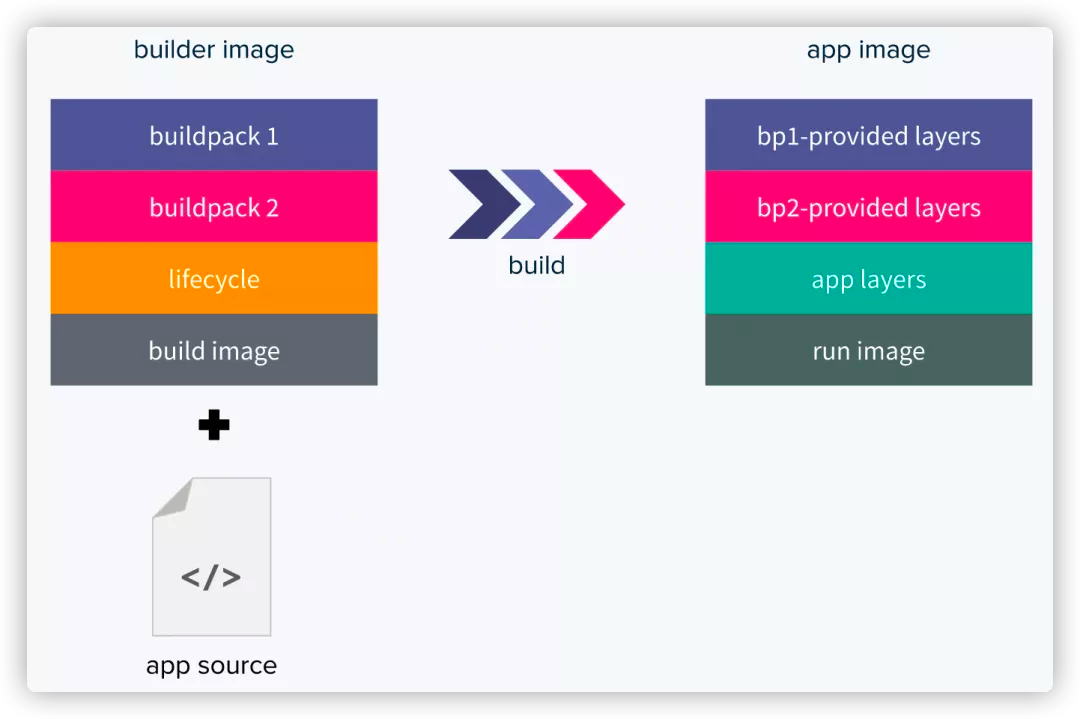 builder image
buildpack 1
buildpack 2
lifecycle
build image
</>
app source
build
app image
bp1-provided layers
bp2-provided layers
app layers
run image